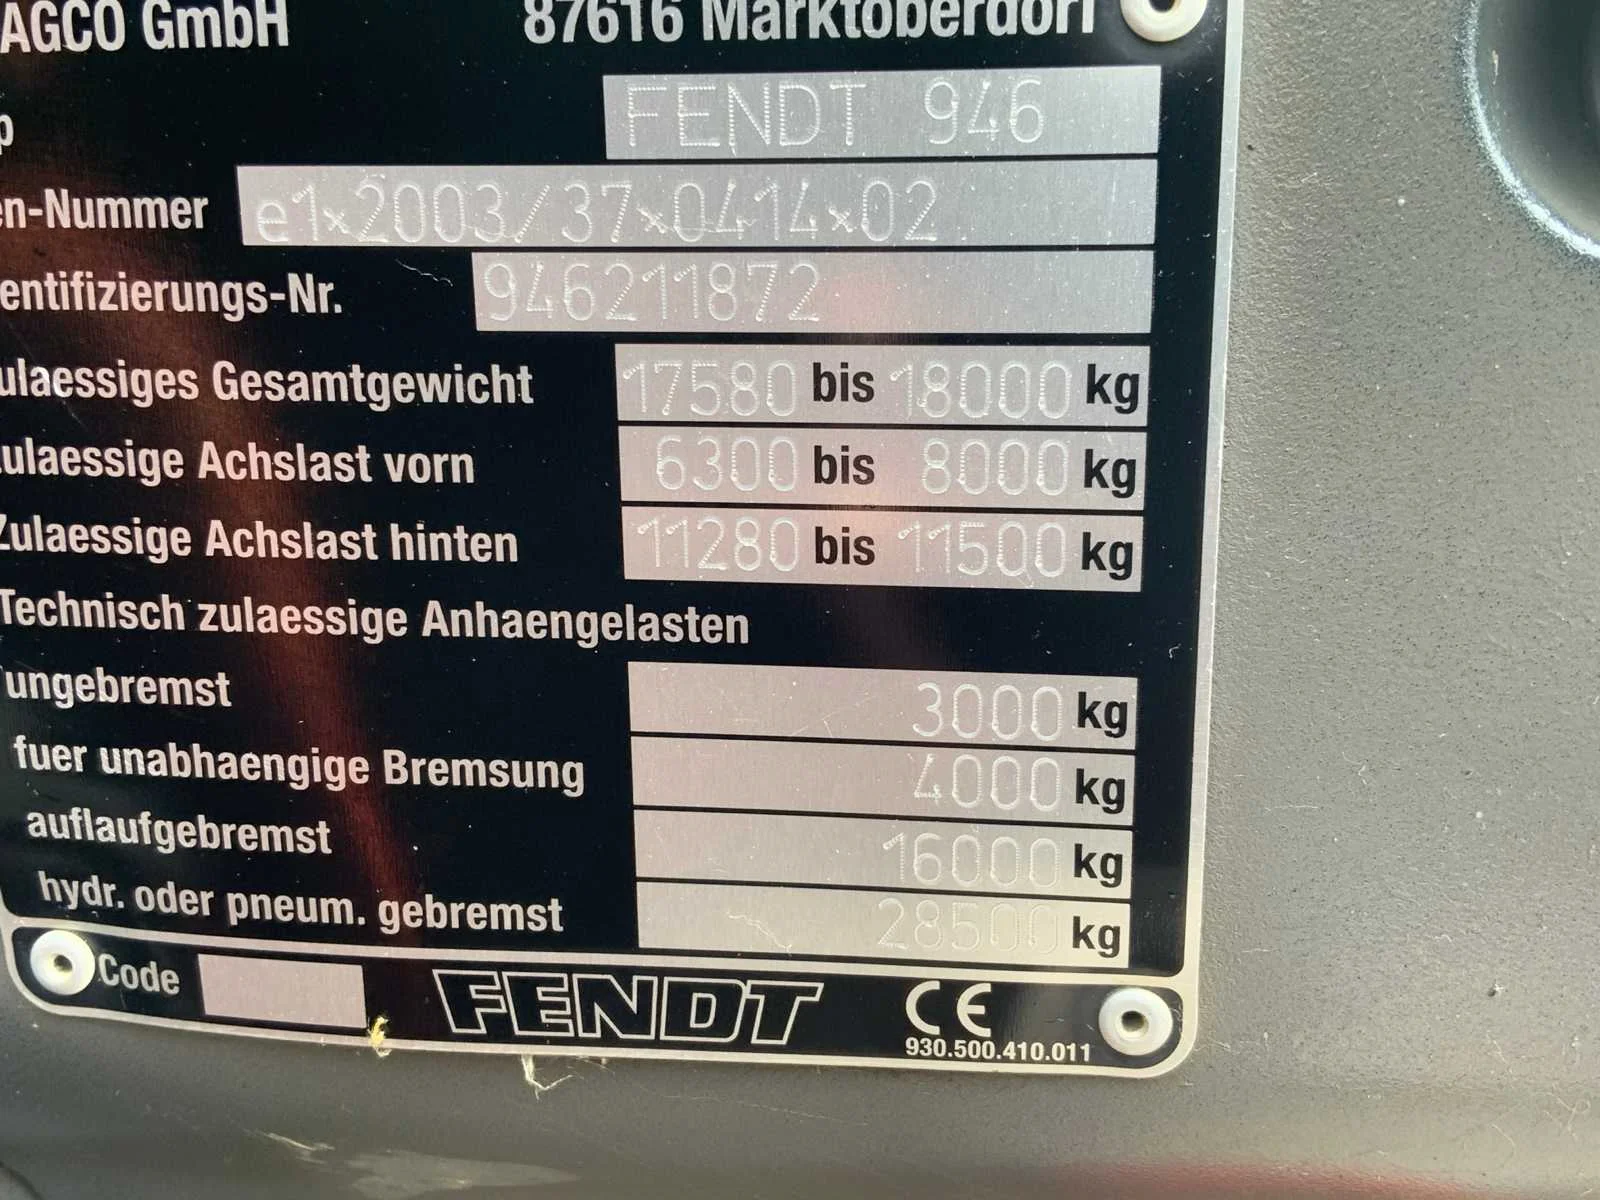 AGCO GmbH 87616 Marktoberdorf
p FENDT 946
en-Nummer e1*2003/37*0414*02
entifizierungs-Nr. 946211872
ulaessiges Gesamtgewicht 17580 bis 18000 kg
ulaessige Achslast vorn 6300 bis 8000 kg
Zulaessige Achslast hinten 11280 bis 11500 kg
Technisch zulaessige Anhaengelasten
ungebremst 3000 kg
fuer unabhaengige Bremsung 4000 kg
auflaufgebremst 16000 kg
hydr. oder pneum. gebremst 28500 kg
Code FENDT CE
930.500.410.011